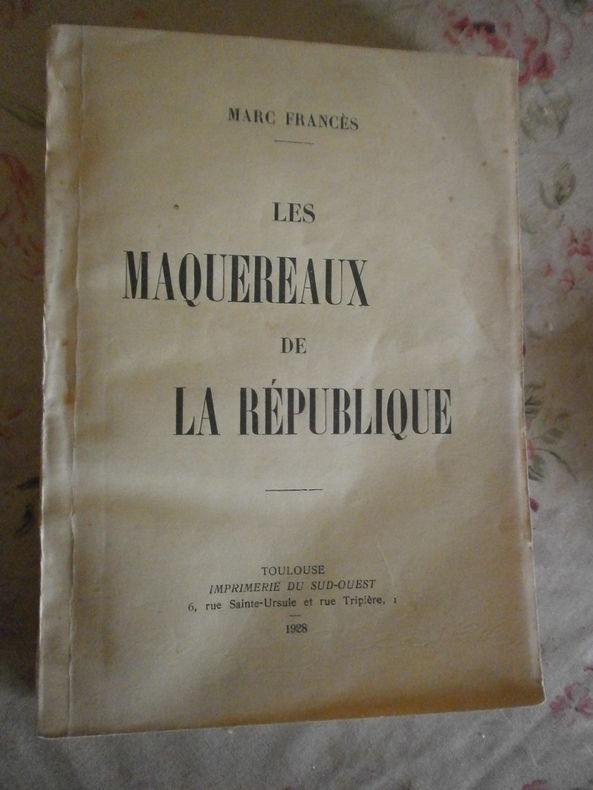 MARC FRANCÈS
LES
MAQUEREAUX
DE
LA RÉPUBLIQUE
TOULOUSE
IMPRIMERIE DU SUD-OUEST
6, rue Sainte-Ursule et rue Tripière, 1
1928